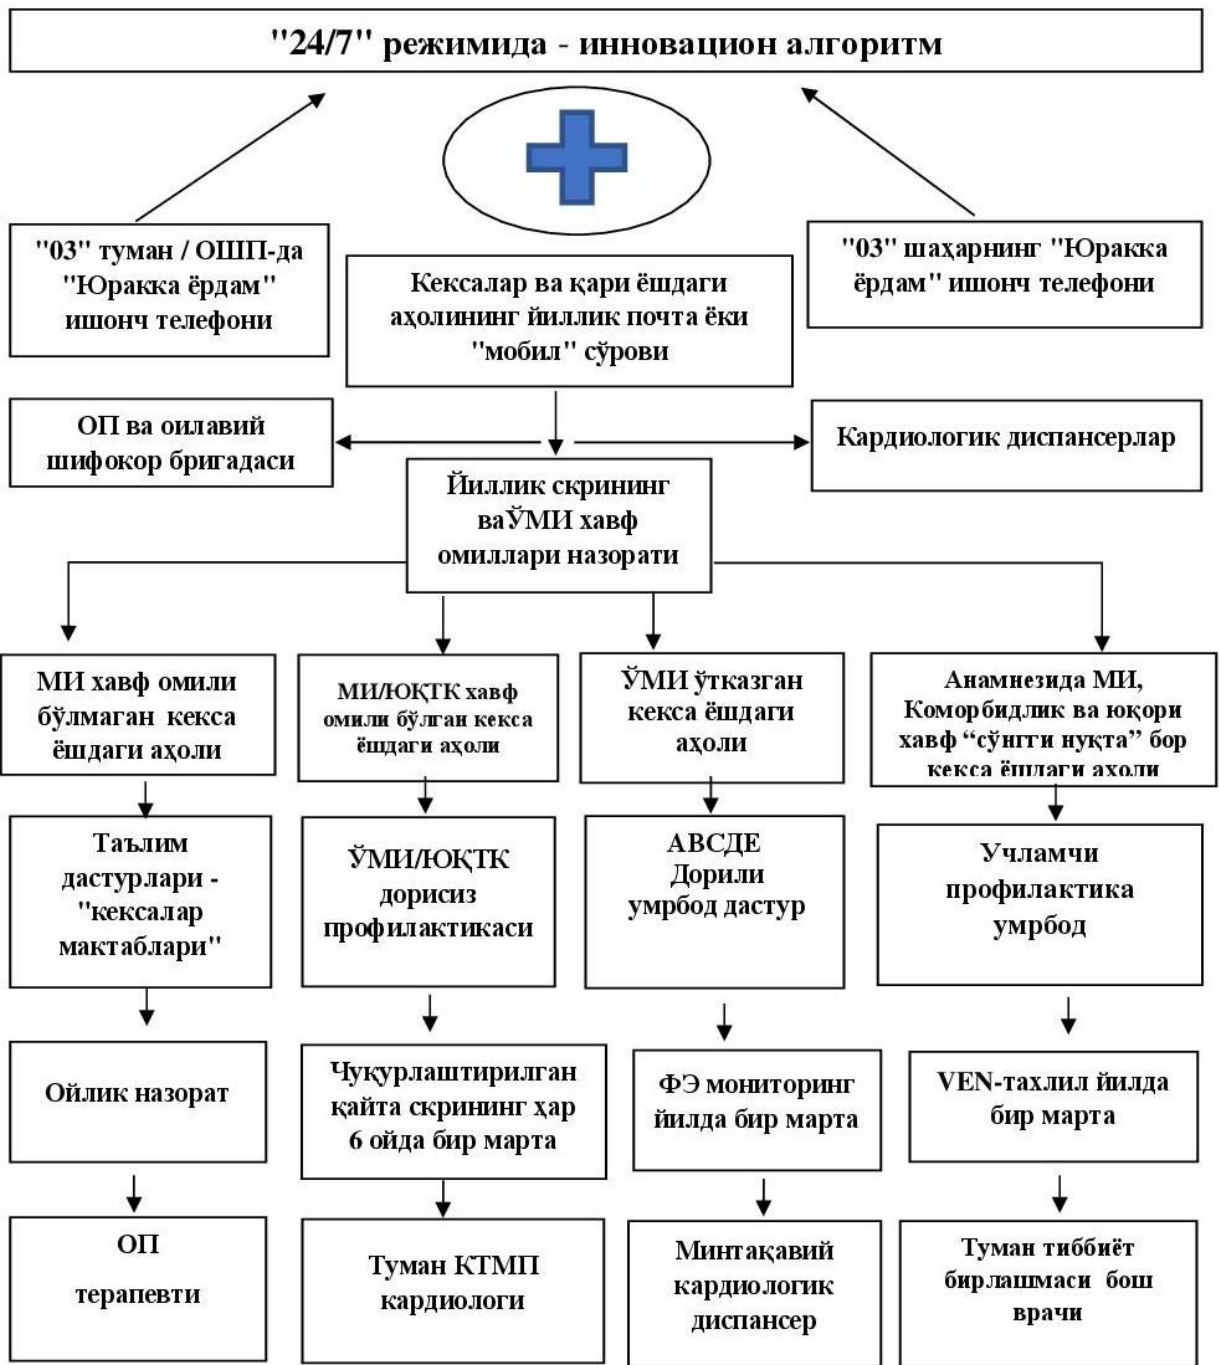 "24/7" режимида - инновацион алгоритм
"03" туман / ОШП-да
"Юракка ёрдам"
ишонч телефони
Кексалар ва қари ёшдаги
аҳолининг йиллик почта ёки
"мобил" сўрови
"03" шаҳарнинг "Юракка
ёрдам" ишонч телефони
ОП ва оилавий
шифокор бригадаси
Кардиологик диспансерлар
Йиллик скрининг
ваЎМИ хавф
омиллари назорати
МИ хавф омили
бўлмаган кекса
ёшдаги аҳоли
МИ/ЮҚТК хавф
омили бўлган кекса
ёшдаги аҳоли
ЎМИ ўтказган
кекса ёшдаги
аҳоли
Анамнезида МИ,
Коморбидлик ва юқори
хавф “сўнгги нуқта” бор
кекса ёшдаги аҳоли
Таълим
дастурлари -
"кексалар
мактаблари"
ЎМИ/ЮҚТК
дорисиз
профилактикаси
АВСДЕ
Дорили
умрбод дастур
Учламчи
профилактика
умрбод
Ойлик назорат
Чуқурлаштирилган
қайта скрининг ҳар
6 ойда бир марта
ФЭ мониторинг
йилда бир марта
VEN-тахлил йилда
бир марта
ОП
терапевти
Туман КТМП
кардиологи
Минтақавий
кардиологик
диспансер
Туман тиббиёт
бирлашмаси бош
врачи